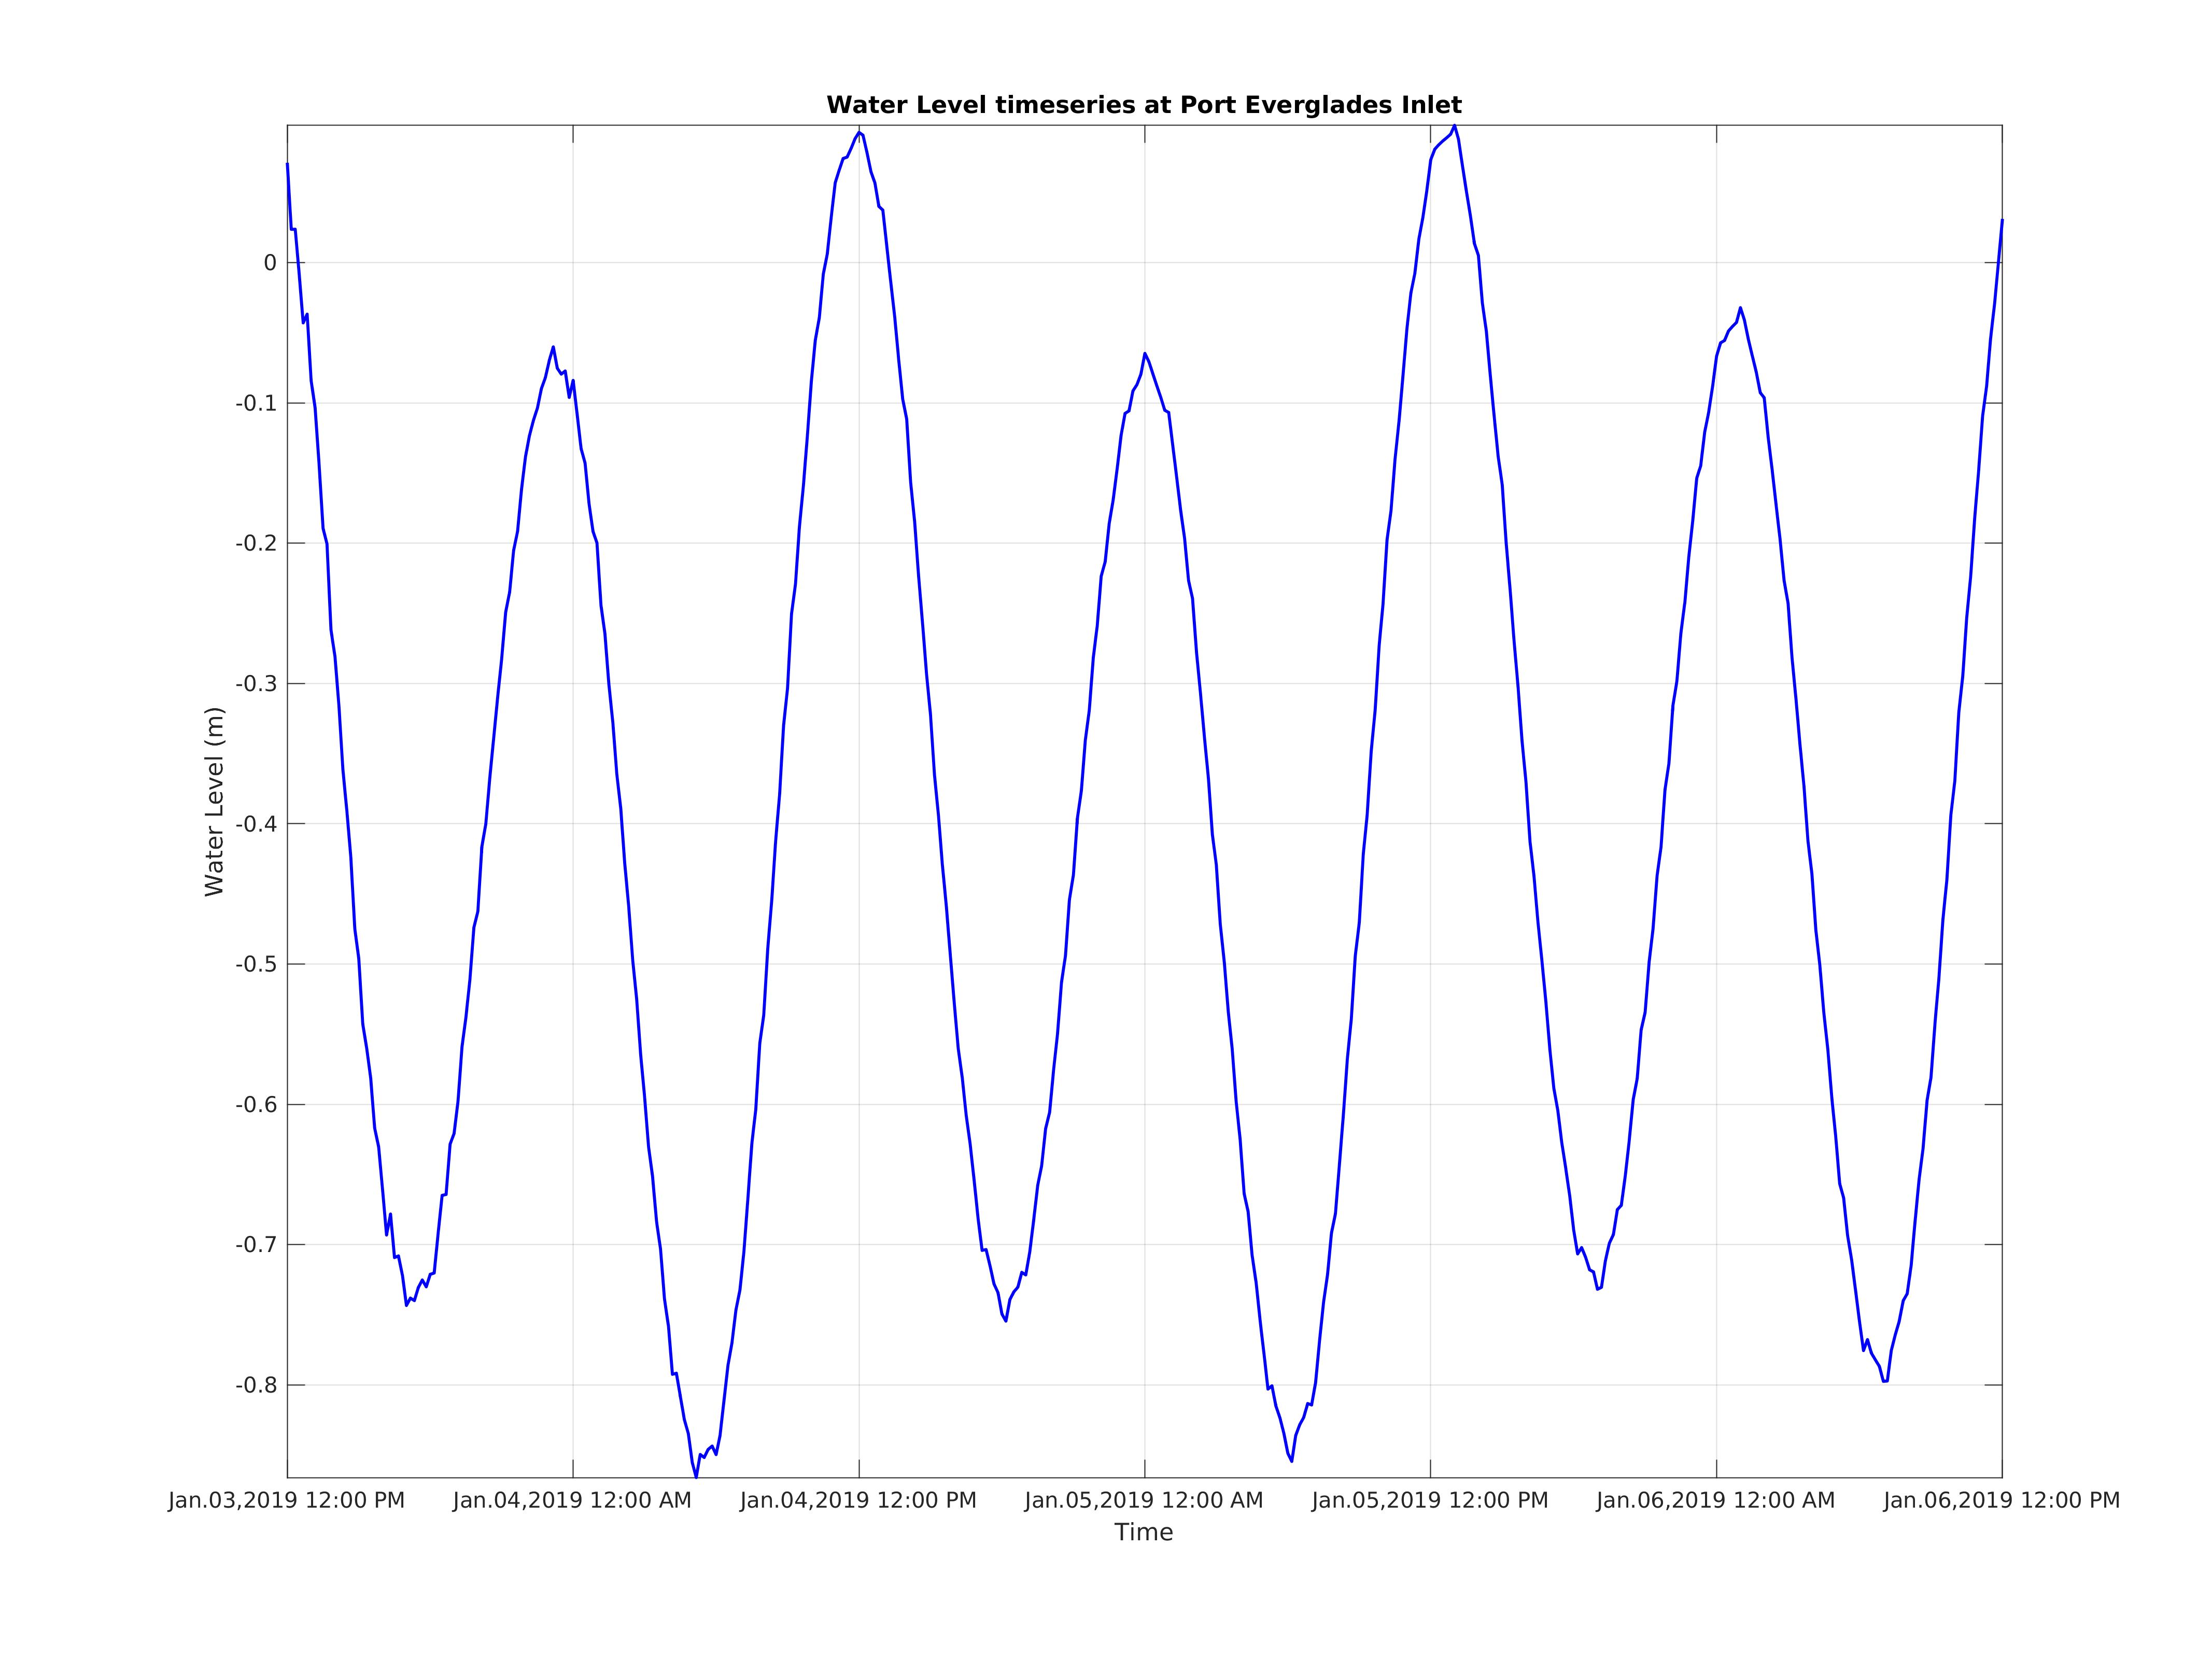 Water Level timeseries at Port Everglades Inlet
0
-0.1
-0.2
-0.3
-0.4
-0.5
-0.6
-0.7
-0.8
Water Level (m)
Jan.03,2019 12:00 PM Jan.04,2019 12:00 AM Jan.04,2019 12:00 PM Jan.05,2019 12:00 AM Jan.05,2019 12:00 PM Jan.06,2019 12:00 AM Jan.06,2019 12:00 PM
Time